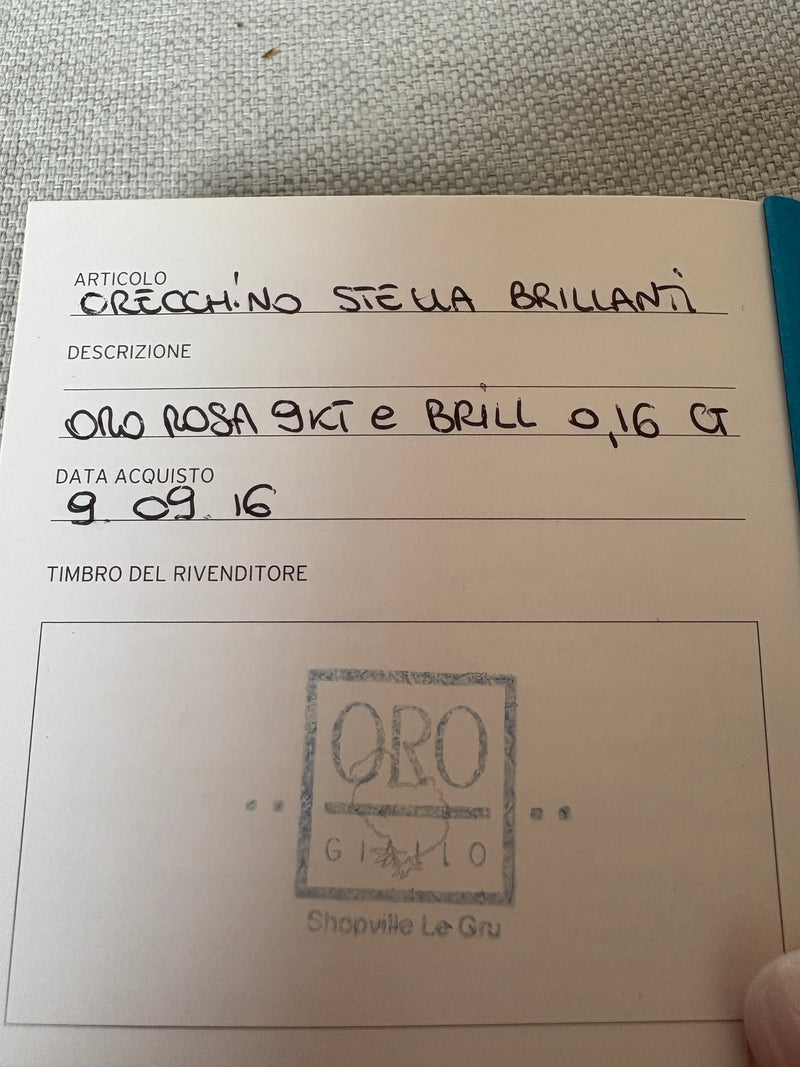 ARTICOLO
ORECCHINO STELLA BRILLANTI
DESCRIZIONE
ORO ROSA 9KT e BRILL 0,16 CT
DATA ACQUISTO
9. 09. 16
TIMBRO DEL RIVENDITORE
ORO
GIALLO
Shopville Le Gru